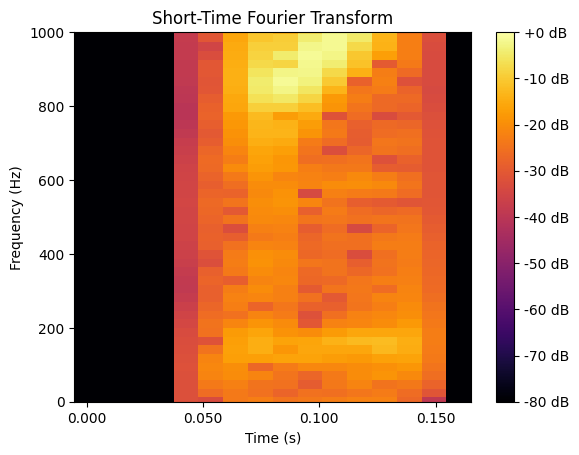 Short-Time Fourier Transform
1000
800
600
400
200
0
Frequency (Hz)
0.000
0.050
0.100
0.150
Time (s)
+0 dB
-10 dB
-20 dB
-30 dB
-40 dB
-50 dB
-60 dB
-70 dB
-80 dB